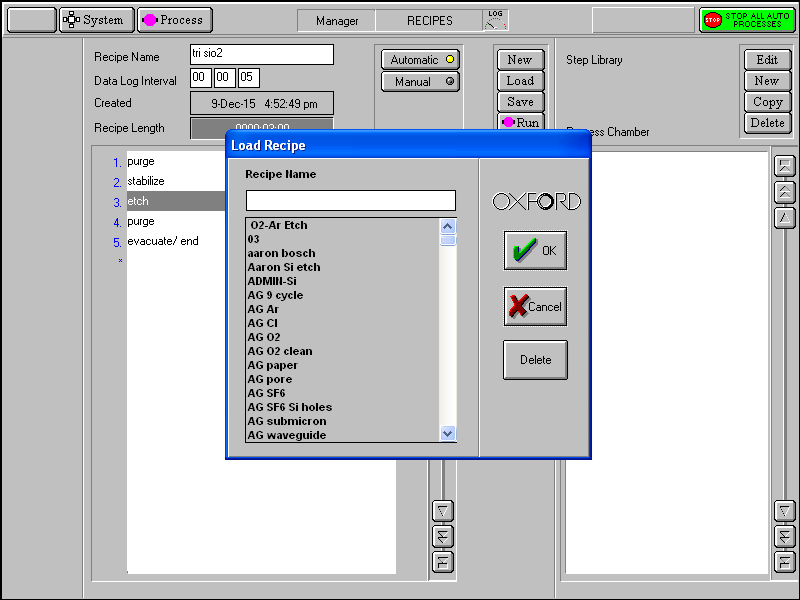 System
Process
Manager
RECIPES
LOG
STOP
STOP ALL AUTO
PROCESSES
Recipe Name
tri sio2
Data Log Interval
00 00 05
Created
9-Dec-15 4:52:49 pm
Recipe Length
Automatic
Manual
New
Load
Save
Run
Step Library
Edit
New
Copy
Delete
Chamber
1. purge
2. stabilize
3. etch
4. purge
5. evacuate/ end
*
Load Recipe
Recipe Name
O2-Ar Etch
03
aaron bosch
Aaron Si etch
ADMIN-Si
AG 9 cycle
AG Ar
AG Cl
AG O2
AG O2 clean
AG paper
AG pore
AG SF6
AG SF6 Si holes
AG submicron
AG waveguide
OXFORD
OK
Cancel
Delete